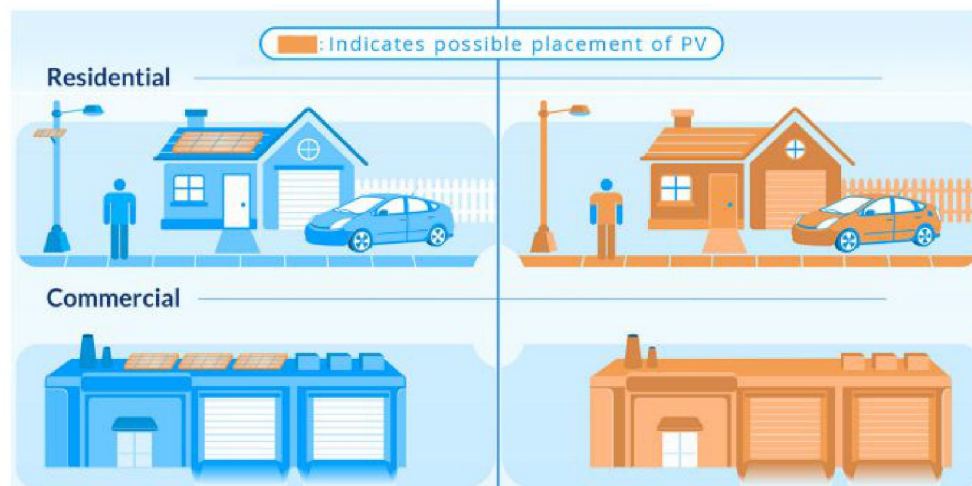 : Indicates possible placement of PV
Residential
Commercial